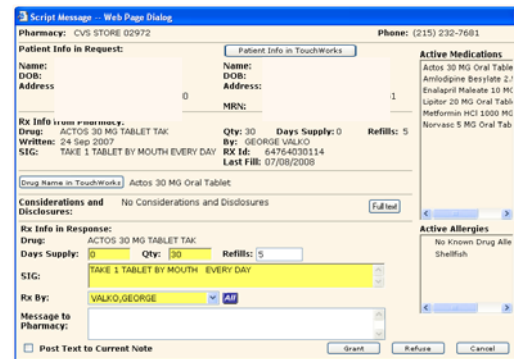 Script Message -- Web Page Dialog
Pharmacy: CVS STORE 02972 Phone: (215) 232-7681
Patient Info in Request: Patient Info in TouchWorks
Name: Name:
DOB: DOB:
Address Address:
0 1
MRN:
Rx Info from Pharmacy:
Drug: ACTOS 30 MG TABLET TAK Qty: 30 Days Supply: 0 Refills: 5
Written: 24 Sep 2007 By: GEORGE VALKO
SIG: TAKE 1 TABLET BY MOUTH EVERY DAY RX Id: 64764030114
Last Fill: 07/08/2008
Drug Name in TouchWorks Actos 30 MG Oral Tablet
Considerations and Disclosures: No Considerations and Disclosures Full text
Rx Info in Response:
Drug: ACTOS 30 MG TABLET TAK
Days Supply: 0 Qty: 30 Refills: 5
SIG: TAKE 1 TABLET BY MOUTH EVERY DAY
Rx By: VALKO,GEORGE All
Message to Pharmacy:
Post Text to Current Note Grant Refuse Cancel
Active Medications
Actos 30 MG Oral Table
Amlodipine Besylate 2.
Enalapril Maleate 10 MG
Lipitor 20 MG Oral Tabl
Metformin HCl 1000 MG
Norvasc 5 MG Oral Tab
Active Allergies
No Known Drug Alle
Shellfish